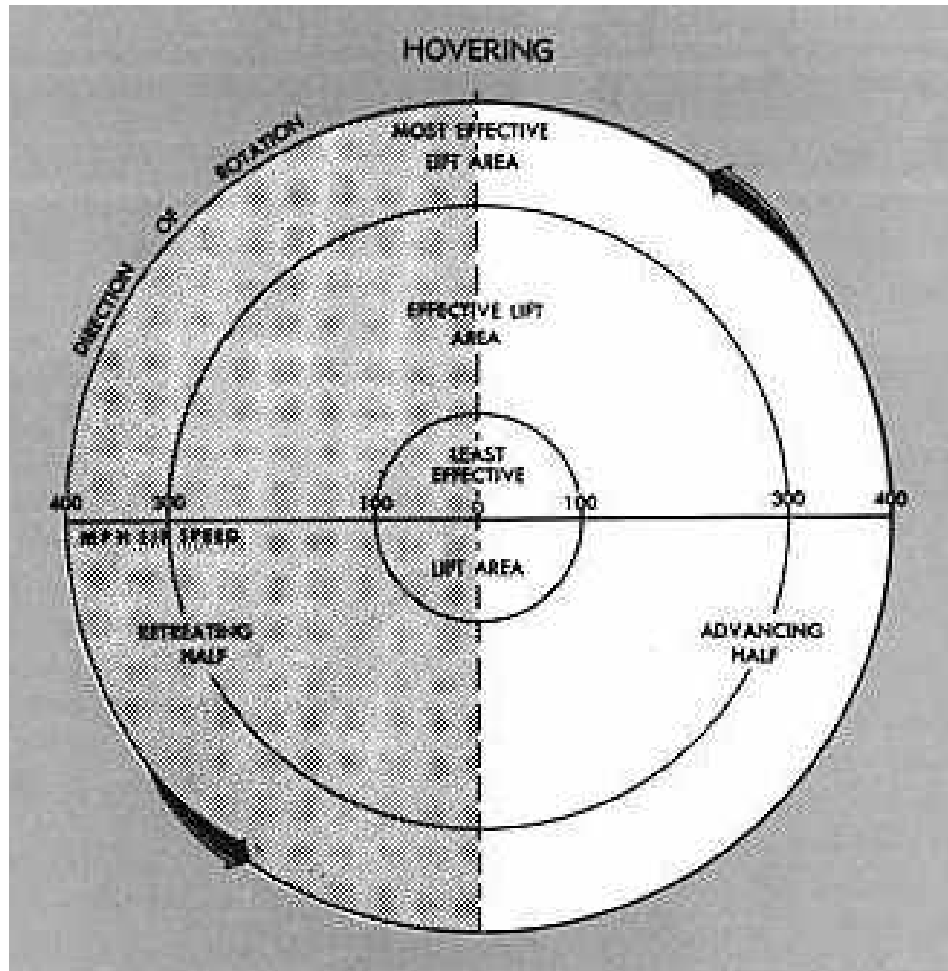 HOVERING
MOST EFFECTIVE
LIFT AREA
DIRECTION OF ROTATION
EFFECTIVE LIFT
AREA
LEAST
EFFECTIVE
400 300 100 0 100 300 400
MPH SPEED
LIFT AREA
RETREATING
HALF
ADVANCING
HALF